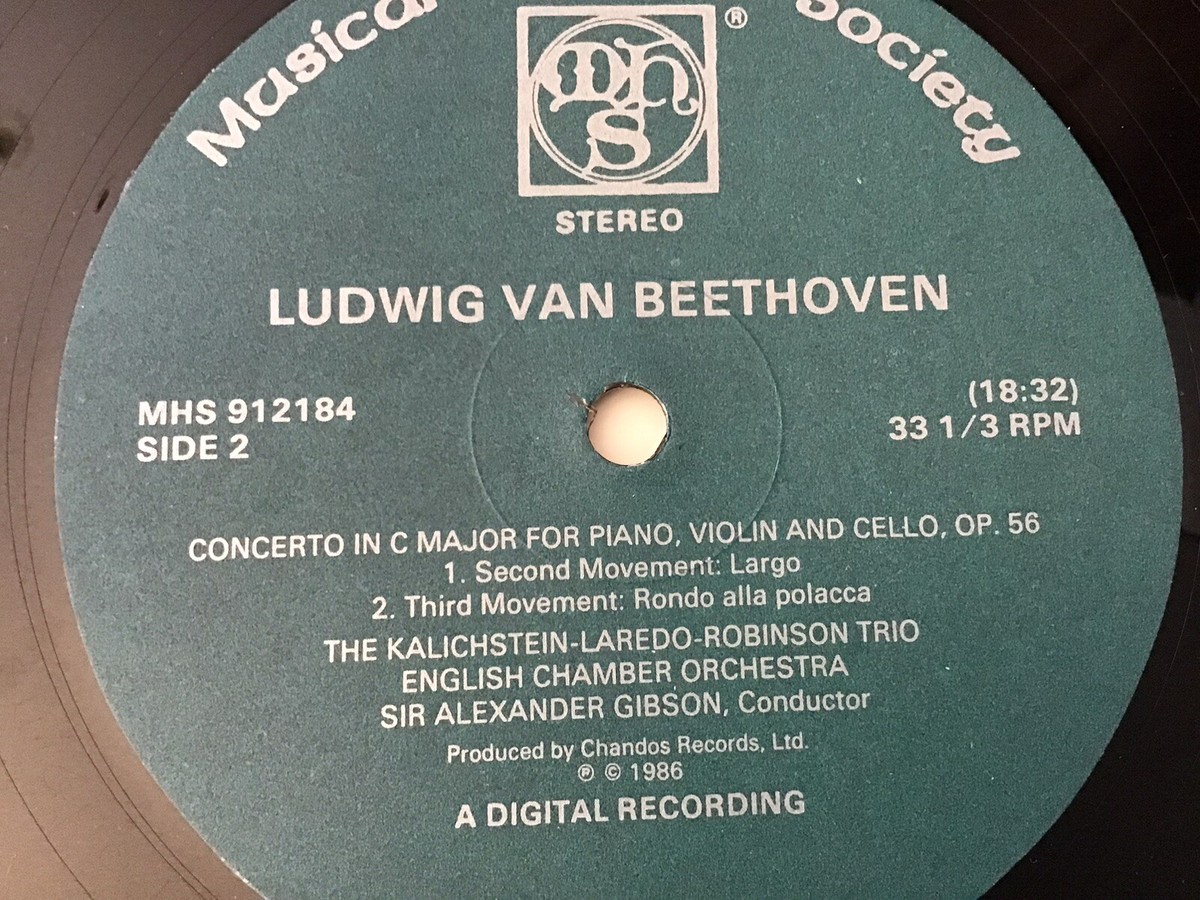 Musical Society
mhs
®
STEREO
LUDWIG VAN BEETHOVEN
MHS 912184
SIDE 2
(18:32)
33 1/3 RPM
CONCERTO IN C MAJOR FOR PIANO, VIOLIN AND CELLO, OP. 56
1. Second Movement: Largo
2. Third Movement: Rondo alla polacca
THE KALICHSTEIN-LAREDO-ROBINSON TRIO
ENGLISH CHAMBER ORCHESTRA
SIR ALEXANDER GIBSON, Conductor
Produced by Chandos Records, Ltd.
℗ © 1986
A DIGITAL RECORDING